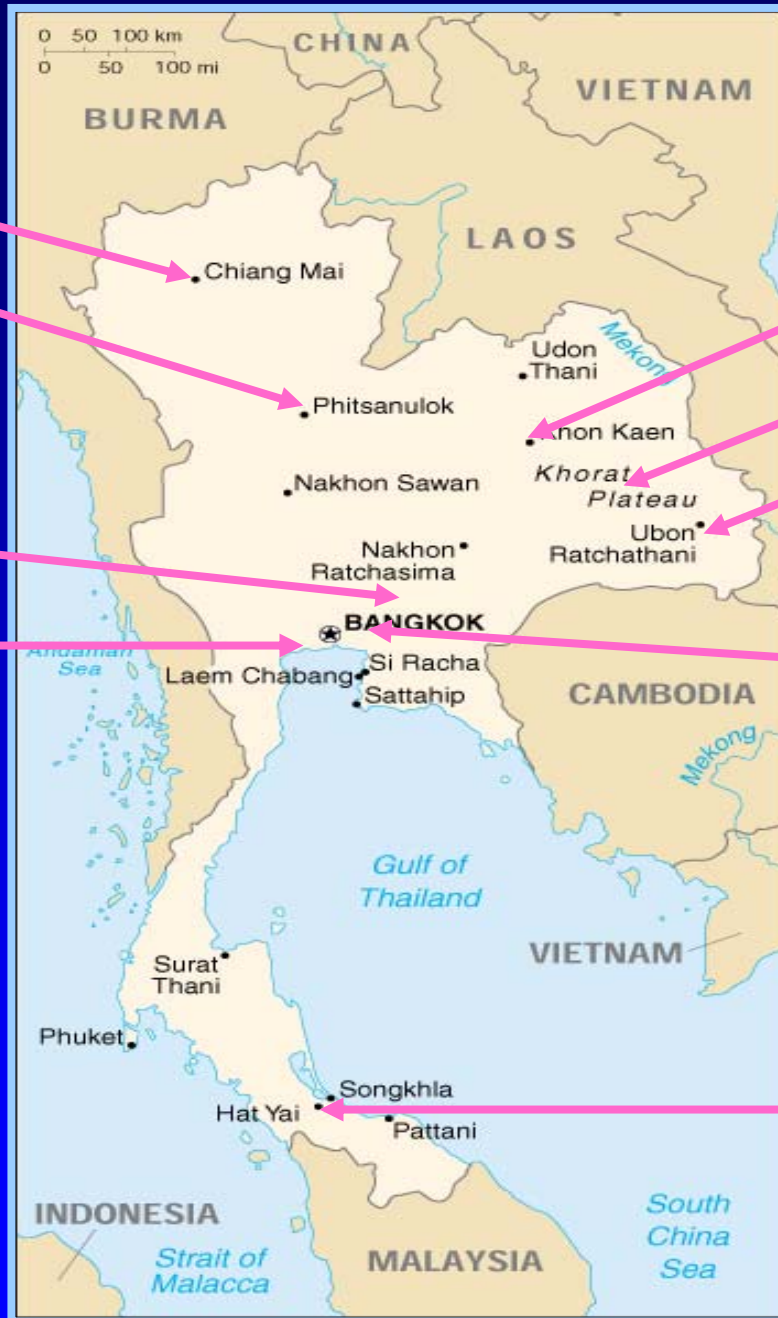 0 50 100 km
0 50 100 mi
CHINA
VIETNAM
BURMA
LAOS
Chiang Mai
Mekong
Udon
Thani
Phitsanulok
Khon Kaen
Khorat
Plateau
Nakhon Sawan
Ubon
Ratchathani
Nakhon
Ratchasima
BANGKOK
Andaman
Sea
Si Racha
Laem Chabang
Sattahip
CAMBODIA
Mekong
Gulf of
Thailand
VIETNAM
Surat
Thani
Phuket
Songkhla
Hat Yai
Pattani
INDONESIA
South
China
Sea
Strait of
Malacca
MALAYSIA